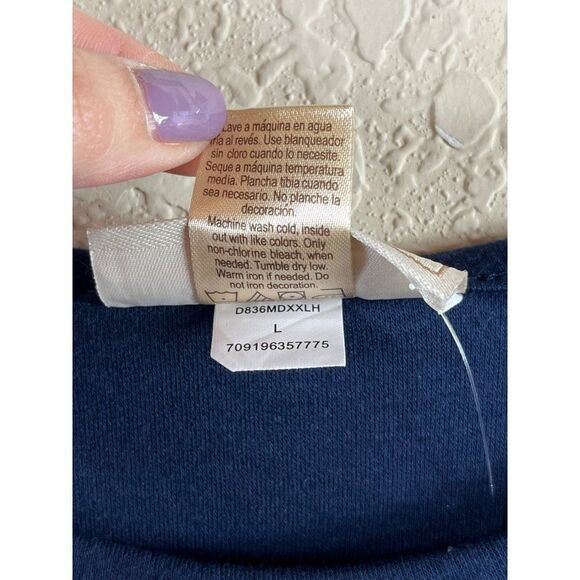 Lave a máquina en agua
fría al revés. Use blanqueador
sin cloro cuando lo necesite.
Seque a máquina temperatura
media. Plancha tibia cuando
sea necesario. No planche la
decoración.
Machine wash cold, inside
out with like colors. Only
non-chlorine bleach, when
needed. Tumble dry low.
Warm iron if needed. Do
not iron decoration.
D836MDXXLH
L
709196357775